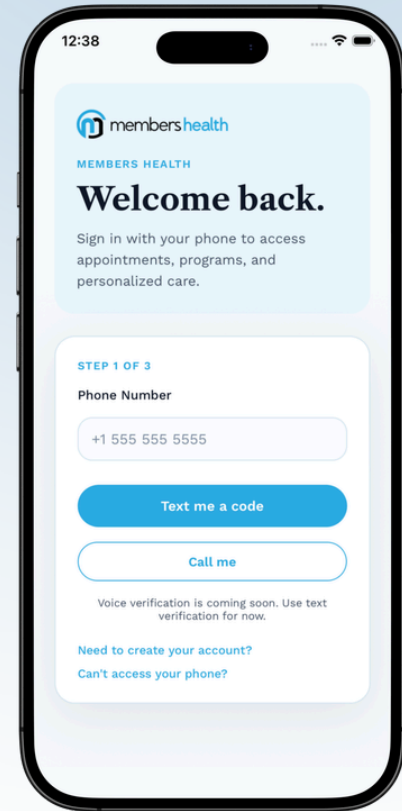 12:38
members health
MEMBERS HEALTH
Welcome back.
Sign in with your phone to access
appointments, programs, and
personalized care.
STEP 1 OF 3
Phone Number
+1 555 555 5555
Text me a code
Call me
Voice verification is coming soon. Use text
verification for now.
Need to create your account?
Can't access your phone?